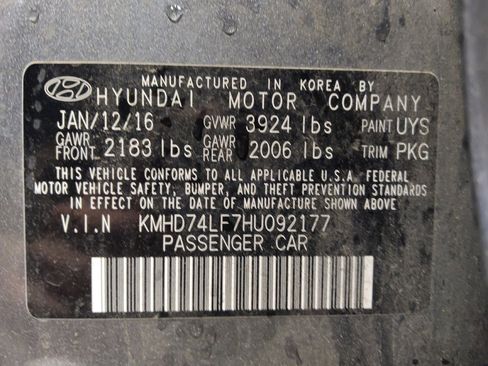 MANUFACTURED IN KOREA BY
HYUNDAI MOTOR COMPANY
JAN/12/16 GVWR 3924 lbs PAINT UYS
GAWR FRONT 2183 lbs GAWR REAR 2006 lbs TRIM PKG
THIS VEHICLE CONFORMS TO ALL APPLICABLE U.S.A. FEDERAL
MOTOR VEHICLE SAFETY, BUMPER, AND THEFT PREVENTION STANDARDS
IN EFFECT ON THE DATE OF MANUFACTURE SHOWN ABOVE.
V.I.N KMHD74LF7HU092177
PASSENGER CAR